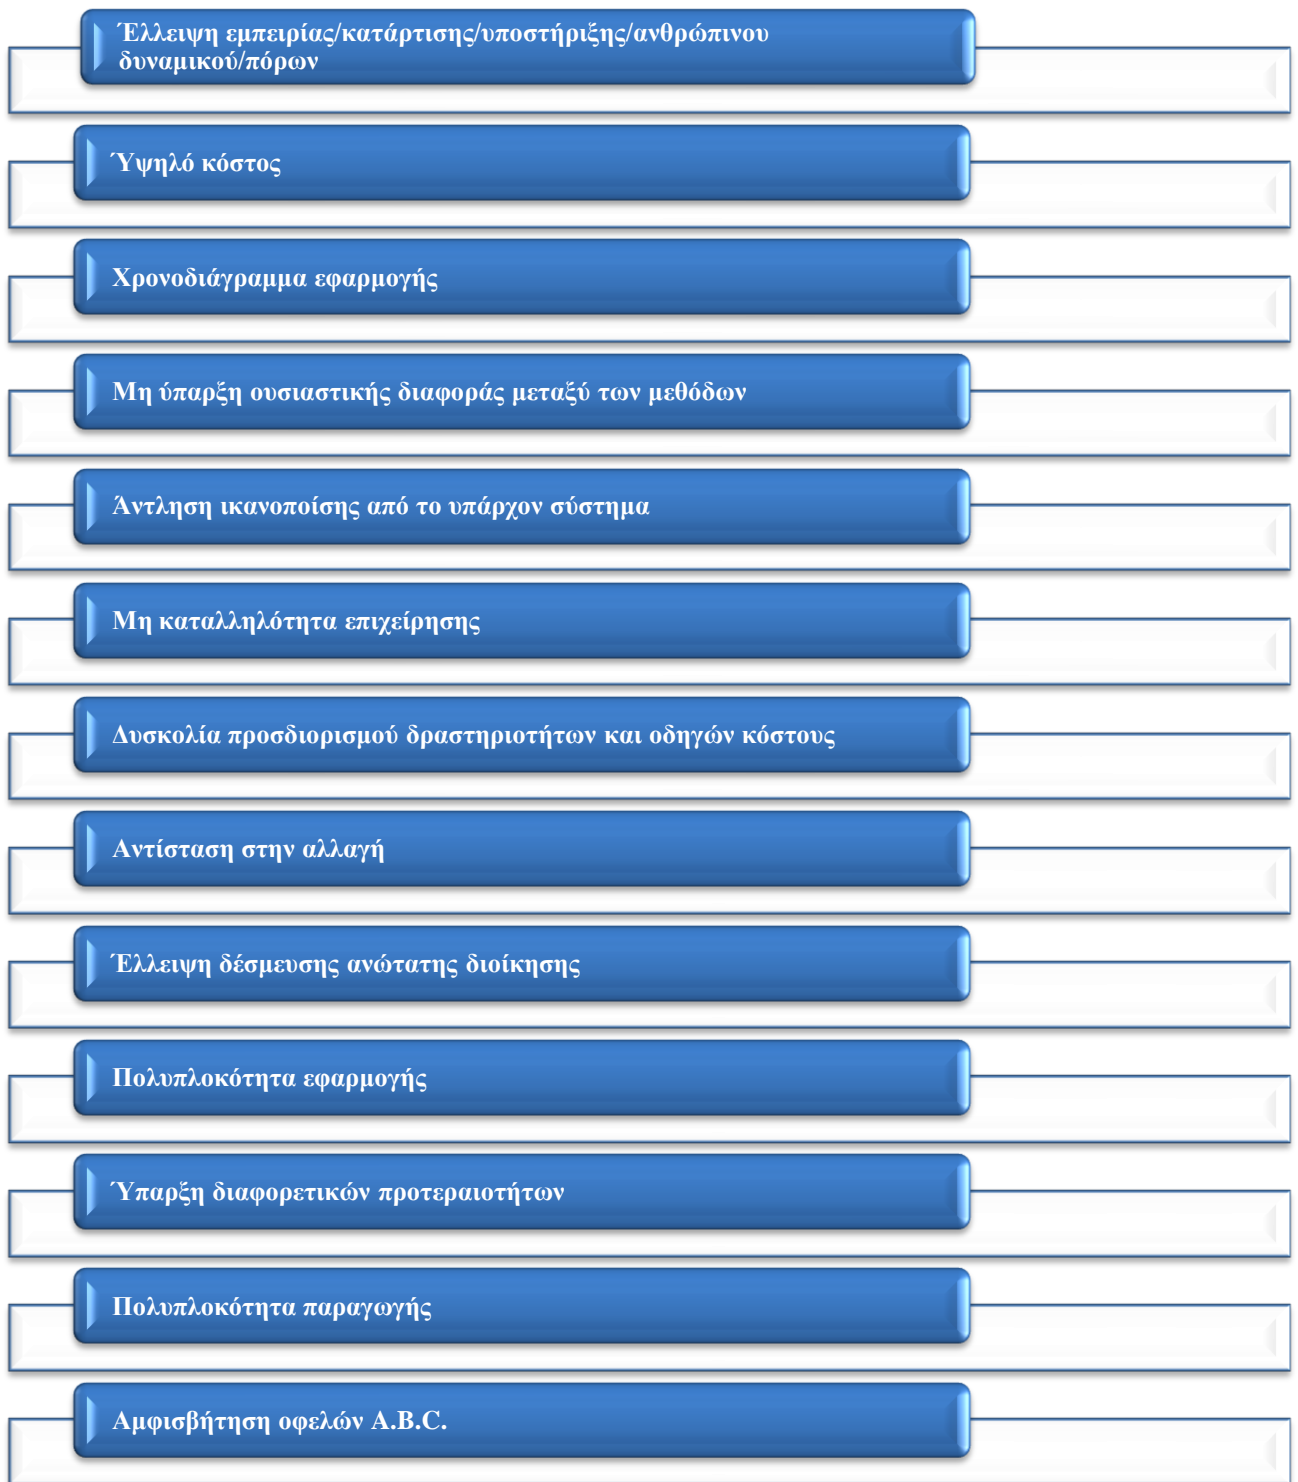 Έλλειψη εμπειρίας/κατάρτισης/υποστήριξης/ανθρώπινου
δυναμικού/πόρων
Ύψηλό κόστος
Χρονοδιάγραμμα εφαρμογής
Μη ύπαρξη ουσιαστικής διαφοράς μεταξύ των μεθόδων
Άντληση ικανοποίσης από το υπάρχον σύστημα
Μη καταλληλότητα επιχείρησης
Δυσκολία προσδιορισμού δραστηριοτήτων και οδηγών κόστους
Αντίσταση στην αλλαγή
Έλλειψη δέσμευσης ανώτατης διοίκησης
Πολυπλοκότητα εφαρμογής
Ύπαρξη διαφορετικών προτεραιοτήτων
Πολυπλοκότητα παραγωγής
Αμφισβήτηση οφελών A.B.C.